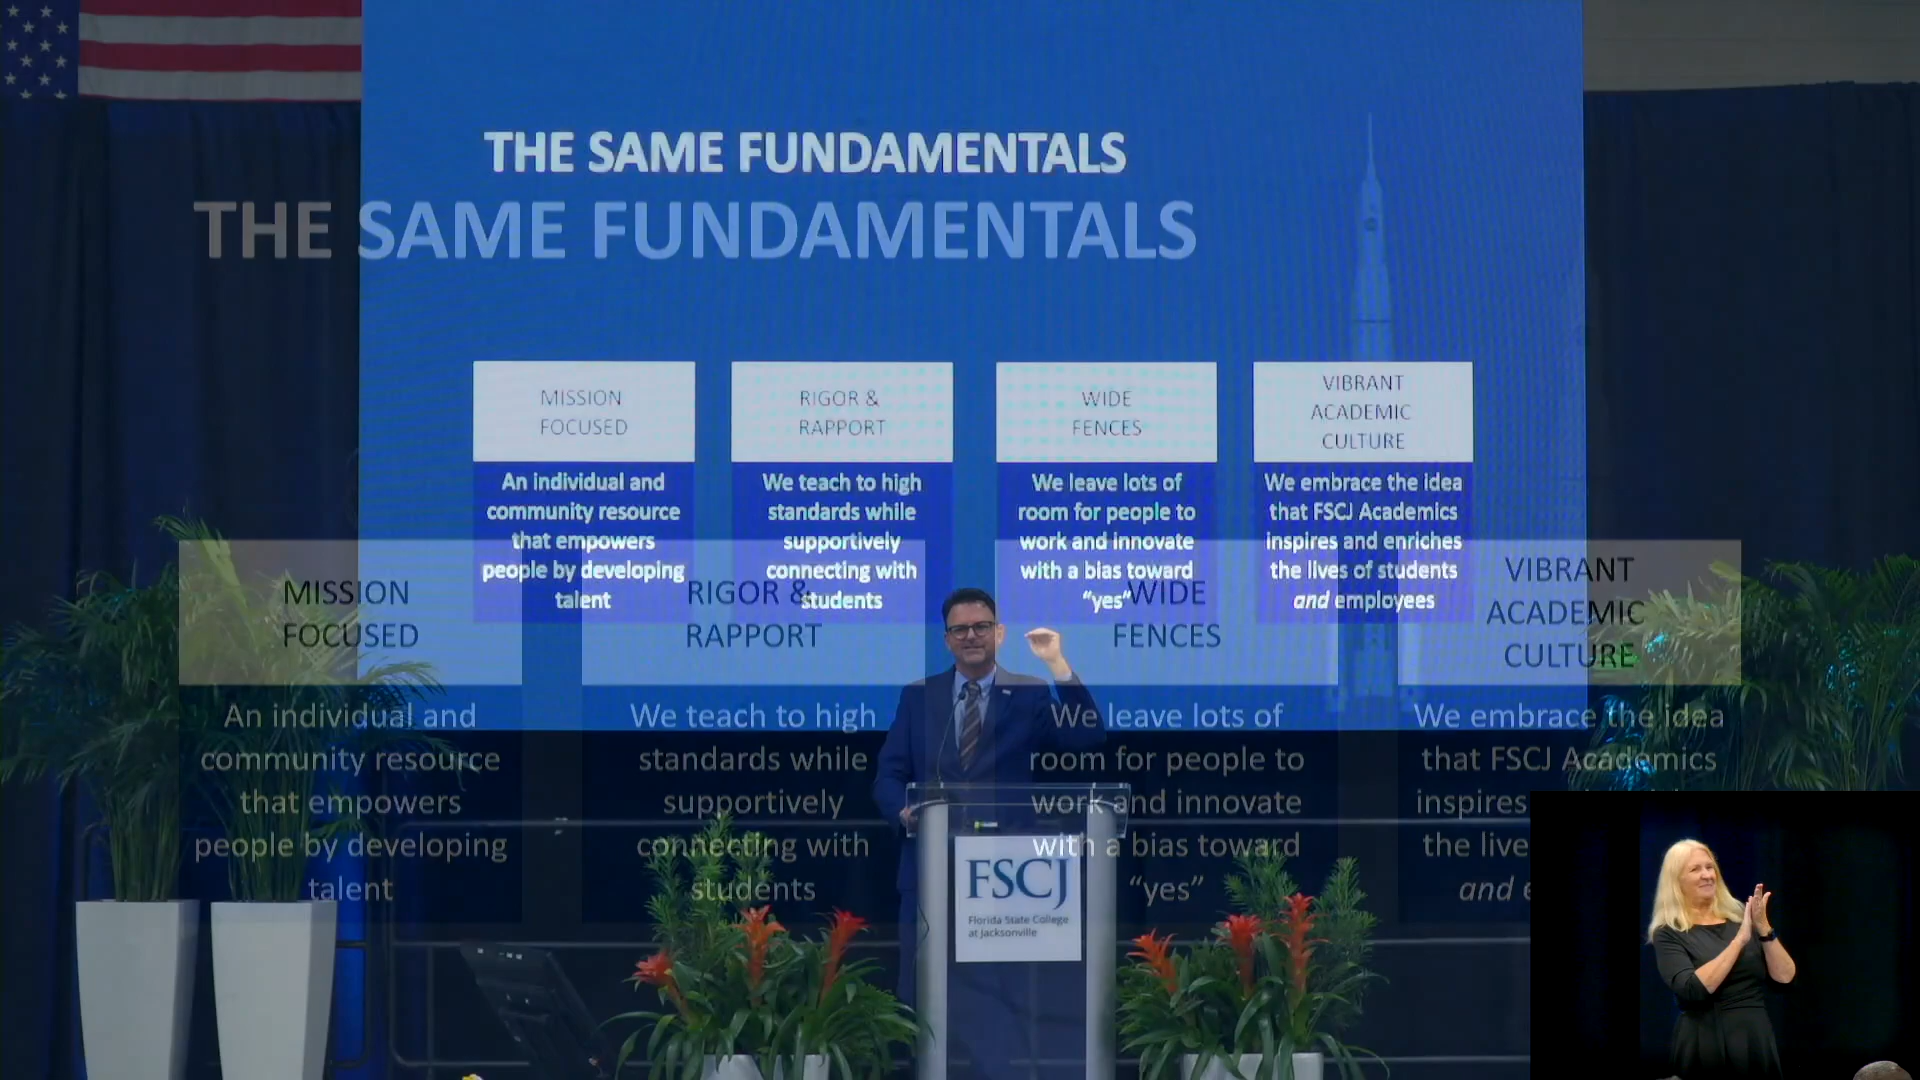 THE SAME FUNDAMENTALS
MISSION
FOCUSED
An individual and
community resource
that empowers
people by developing
talent
RIGOR &
RAPPORT
We teach to high
standards while
supportively
connecting with
students
WIDE
FENCES
We leave lots of
room for people to
work and innovate
with a bias toward
"yes"
VIBRANT
ACADEMIC
CULTURE
We embrace the idea
that FSCJ Academics
inspires and enriches
the lives of students
and employees
THE SAME FUNDAMENTALS
MISSION
FOCUSED
An individual and
community resource
that empowers
people by developing
talent
RIGOR &
RAPPORT
We teach to high
standards while
supportively
connecting with
students
WIDE
FENCES
We leave lots of
room for people to
work and innovate
with a bias toward
"yes"
VIBRANT
ACADEMIC
CULTURE
We embrace the idea
that FSCJ Academics
inspires
the live
and e
FSCJ
Florida State College
at Jacksonville